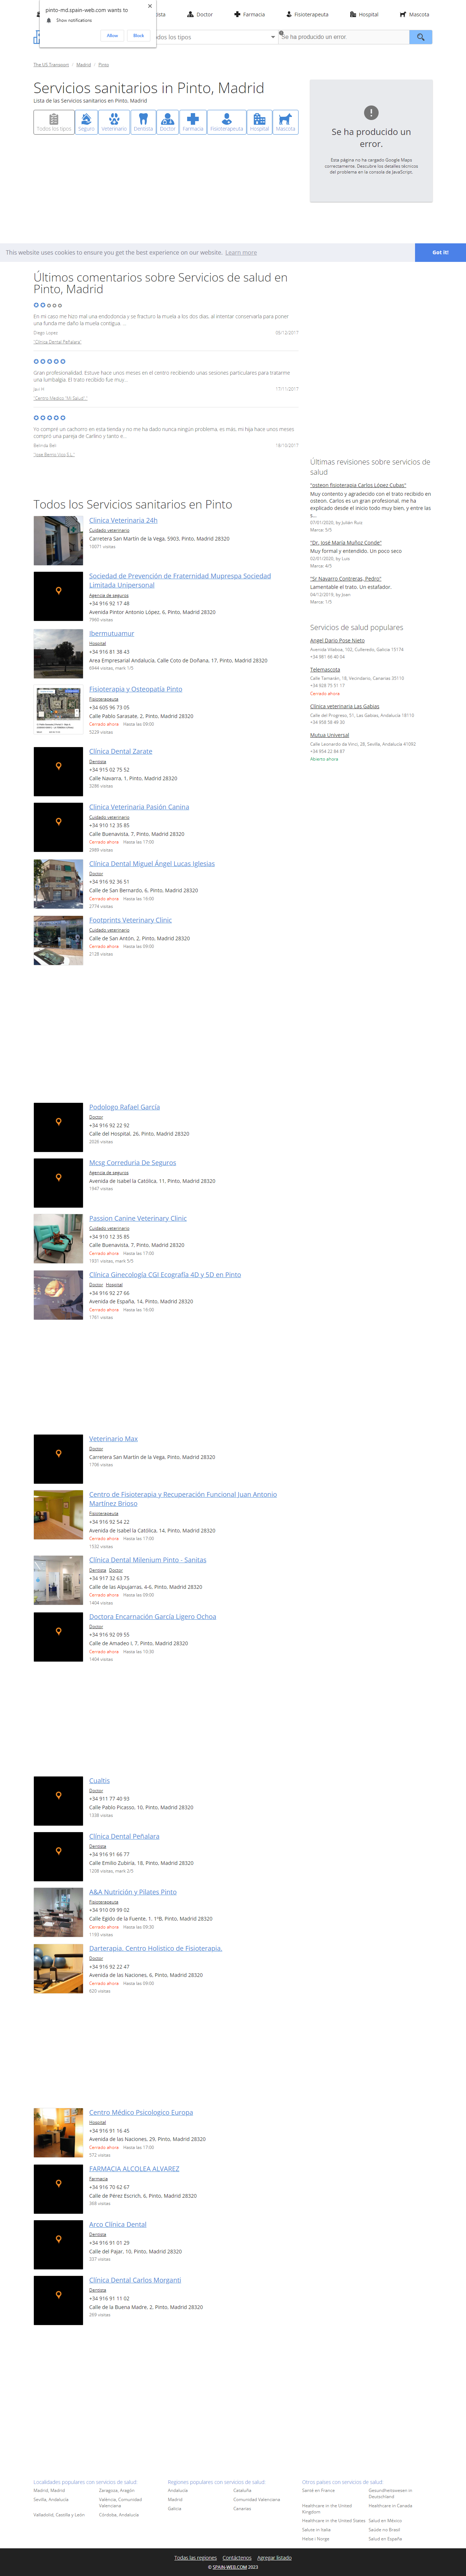 pinto-md.spain-web.com wants to
Show notifications
Allow
Block
Doctor
Farmacia
Fisioterapeuta
Hospital
Mascota
los tipos
Se ha producido un error.
The US Transport / Madrid / Pinto
Servicios sanitarios in Pinto, Madrid
Lista de las Servicios sanitarios en Pinto, Madrid
Todos los tipos
Seguro
Veterinario
Dentista
Doctor
Farmacia
Fisioterapeuta
Hospital
Mascota
Se ha producido un error.
Esta página no ha cargado Google Maps
correctamente. Descubre los detalles técnicos
del problema en la consola de JavaScript.
This website uses cookies to ensure you get the best experience on our website. Learn more
Got it!
Últimos comentarios sobre Servicios de salud en
Pinto, Madrid
En mi caso me hizo mal una endodoncia y se fracturo la muela a los dos dias, al intentar conservarla para poner
una funda me daño la muela contigua ....
Diego Lopez
05/12/2017
"Clínica Dental Peñalara"
Gran profesionalidad. Estuve hace unos meses en el centro recibiendo unas sesiones particulares para tratarme
una lumbalgia. El trato recibido fue muy...
Javi H
17/11/2017
"Centro Médico "Mi Salud" "
Yo compré un cachorro en esta tienda y no me ha dado nunca ningún problema, es más, mi hija hace unos meses
compró una pareja de Carlino y tanto e...
Belinda Bel
18/10/2017
"Jose Berino Vico S.L."
Últimas revisiones sobre servicios de
salud
"osteon fisioterapia Carlos López Cubas"
Muy contento y agradecido con el trato recibido en
osteon. Carlos es un gran profesional, me ha
explicado desde el inicio todo muy bien, y entre las
s...
07/01/2020, by Julián Ruis
Marca: 5/5
"Dr. José María Muñoz Conde"
Muy formal y entendido. Un poco seco
02/01/2020, by Luis
Marca: 4/5
"Sr Navarro Contreras, Pedro"
Lamentable el trato. Un estafador.
04/12/2019, by Joan
Marca: 1/5
Servicios de salud populares
Angel Dario Pose Nieto
Avenida Vilaboa, 102, Culleredo, Galicia 15174
+34 981 66 40 04
Telemascota
Calle Tamarán, 18, Vecindario, Canarias 35110
+34 928 75 51 17
Cerrado ahora
Clínica veterinaria Las Gabias
Calle del Progreso, 51, Las Gabias, Andalucía 18110
+34 958 58 49 30
Mutua Universal
Calle Leonardo da Vinci, 28, Sevilla, Andalucía 41092
+34 954 22 84 87
Abierto ahora
Todos los Servicios sanitarios en Pinto
Clinica Veterinaria 24h
Cuidado veterinario
Carretera San Martín de la Vega, 5903, Pinto, Madrid 28320
10071 visitas
Sociedad de Prevención de Fraternidad Muprespa Sociedad
Limitada Unipersonal
Agencia de seguros
+34 916 92 17 48
Avenida Pintor Antonio López, 6, Pinto, Madrid 28320
7960 visitas
Ibermutuamur
Hospital
+34 916 81 38 43
Area Empresarial Andalucía. Calle Coto de Doñana, 17, Pinto, Madrid 28320
6944 visitas, mark 1/5
Fisioterapia y Osteopatía Pinto
Fisioterapeuta
+34 605 96 73 05
Calle Pablo Sarasate, 2, Pinto, Madrid 28320
Cerrado ahora Hasta las 09:00
5229 visitas
Clínica Dental Zarate
Dentista
+34 915 02 75 52
Calle Navarra, 1, Pinto, Madrid 28320
3286 visitas
Clinica Veterinaria Pasión Canina
Cuidado veterinario
+34 910 12 35 85
Calle Buenavista, 7, Pinto, Madrid 28320
Cerrado ahora Hasta las 17:00
2989 visitas
Clínica Dental Miguel Ángel Lucas Iglesias
Doctor
+34 916 92 36 51
Calle de San Bernardo, 6, Pinto, Madrid 28320
Cerrado ahora Hasta las 16:00
2774 visitas
Footprints Veterinary Clinic
Cuidado veterinario
Calle de San Antón, 2, Pinto, Madrid 28320
Cerrado ahora Hasta las 09:00
2128 visitas
Podologo Rafael García
Doctor
+34 916 92 22 92
Calle del Hospital, 26, Pinto, Madrid 28320
2026 visitas
Mcsg Correduria De Seguros
Agencia de seguros
Avenida de Isabel la Católica, 11, Pinto, Madrid 28320
1947 visitas
Passion Canine Veterinary Clinic
Cuidado veterinario
+34 910 12 35 85
Calle Buenavista, 7, Pinto, Madrid 28320
Cerrado ahora Hasta las 17:00
1931 visitas, mark 5/5
Clínica Ginecología CGI Ecografía 4D y 5D en Pinto
Doctor Hospital
+34 916 92 27 66
Avenida de España, 14, Pinto, Madrid 28320
Cerrado ahora Hasta las 16:00
1761 visitas
Veterinario Max
Doctor
Carretera San Martín de la Vega, Pinto, Madrid 28320
1706 visitas
Centro de Fisioterapia y Recuperación Funcional Juan Antonio
Martínez Brioso
Fisioterapeuta
+34 916 92 54 22
Avenida de Isabel la Católica, 14, Pinto, Madrid 28320
Cerrado ahora Hasta las 17:00
1532 visitas
Clínica Dental Milenium Pinto - Sanitas
Dentista Doctor
+34 917 32 63 75
Calle de las Alpujarras, 4-6, Pinto, Madrid 28320
Cerrado ahora Hasta las 09:00
1404 visitas
Doctora Encarnación García Ligero Ochoa
Doctor
+34 916 92 09 55
Calle de Amadeo I, 7, Pinto, Madrid 28320
Cerrado ahora Hasta las 15:30
1404 visitas
Cualtis
Doctor
+34 911 77 40 93
Calle Pablo Picasso, 10, Pinto, Madrid 28320
1338 visitas
Clínica Dental Peñalara
Dentista
+34 916 91 66 77
Calle Emilio Zubiría, 18, Pinto, Madrid 28320
1208 visitas, mark 2/5
A&A Nutrición y Pilates Pinto
Fisioterapeuta
+34 910 09 99 02
Calle Egido de la Fuente, 1. 1ºB, Pinto, Madrid 28320
Cerrado ahora Hasta las 09:30
1193 visitas
Darterapia. Centro Holístico de Fisioterapia.
Doctor
+34 916 92 22 47
Avenida de las Naciones, 6, Pinto, Madrid 28320
Cerrado ahora Hasta las 09:00
620 visitas
Centro Médico Psicologico Europa
Hospital
+34 916 91 16 45
Avenida de las Naciones, 29, Pinto, Madrid 28320
Cerrado ahora Hasta las 17:00
572 visitas
FARMACIA ALCOLEA ALVAREZ
Farmacia
+34 916 70 62 67
Calle de Pérez Escrich, 6, Pinto, Madrid 28320
388 visitas
Arco Clínica Dental
Dentista
+34 916 91 01 29
Calle del Pajar, 10, Pinto, Madrid 28320
337 visitas
Clínica Dental Carlos Morganti
Dentista
+34 916 91 11 02
Calle de la Buena Madre, 2, Pinto, Madrid 28320
269 visitas
Localidades populares con servicios de salud
Madrid, Madrid
Zaragoza, Aragón
Sevilla, Andalucía
València, Comunidad Valenciana
Valladolid, Castilla y León
Córdoba, Andalucía
Regiones populares con servicios de salud
Andalucía
Cataluña
Madrid
Comunidad Valenciana
Galicia
Canarias
Otros países con servicios de salud
Santé en France
Gesundheitswesen in Deutschland
Healthcare in the United Kingdom
Healthcare in Canada
Healthcare in the United States
Salud en México
Salute in Italia
Saúde no Brasil
Helse i Norge
Salud en España
Todas las regiones Contáctenos Agregar listado
© SPAIN-WEB.COM 2023